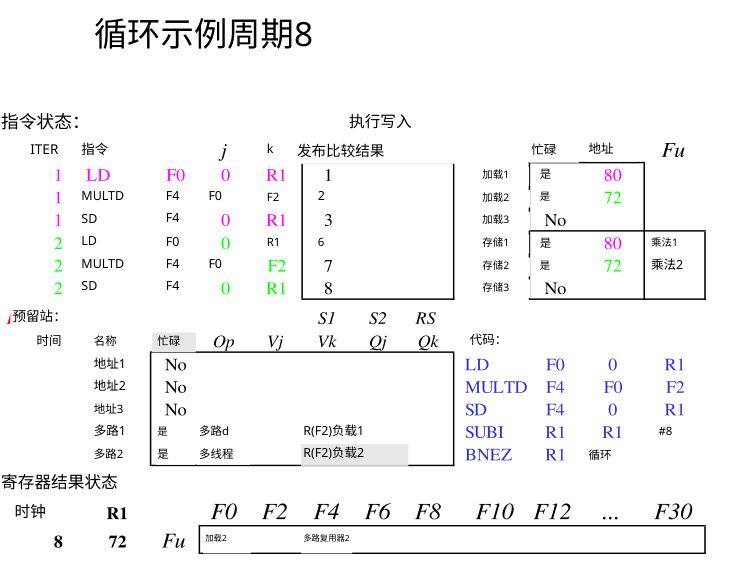 循环示例周期8
指令状态： 执行写入
ITER 指令 j k 发布比较结果 忙碌 地址 Fu
1 LD F0 0 R1 1 加载1 是 80
1 MULTD F4 F0 F2 2 加载2 是 72
1 SD F4 0 R1 3 加载3 No
2 LD F0 0 R1 6 存储1 是 80 乘法1
2 MULTD F4 F0 F2 7 存储2 是 72 乘法2
2 SD F4 0 R1 8 存储3 No
预留站： S1 S2 RS
时间 名称 忙碌 Op Vj Vk Qj Qk 代码：
地址1 No LD F0 0 R1
地址2 No MULTD F4 F0 F2
地址3 No SD F4 0 R1
多路1 是 多路d R(F2)负载1 SUBI R1 R1 #8
多路2 是 多线程 R(F2)负载2 BNEZ R1 循环
寄存器结果状态
时钟 R1 F0 F2 F4 F6 F8 F10 F12 ... F30
8 72 Fu 加载2 多路复用器2